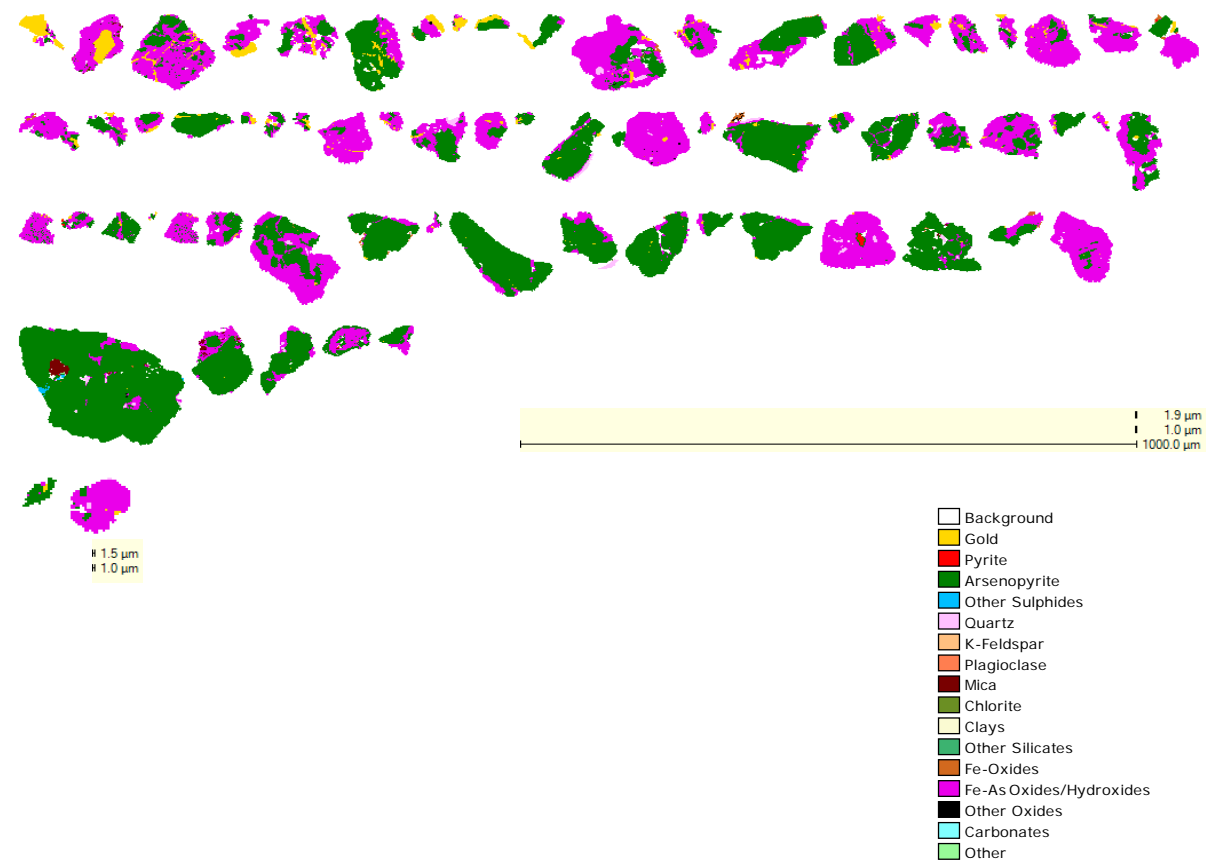 1.9 µm
1.0 µm
1000.0 µm
1.5 µm
1.0 µm
Background
Gold
Pyrite
Arsenopyrite
Other Sulphides
Quartz
K-Feldspar
Plagioclase
Mica
Chlorite
Clays
Other Silicates
Fe-Oxides
Fe-As Oxides/Hydroxides
Other Oxides
Carbonates
Other